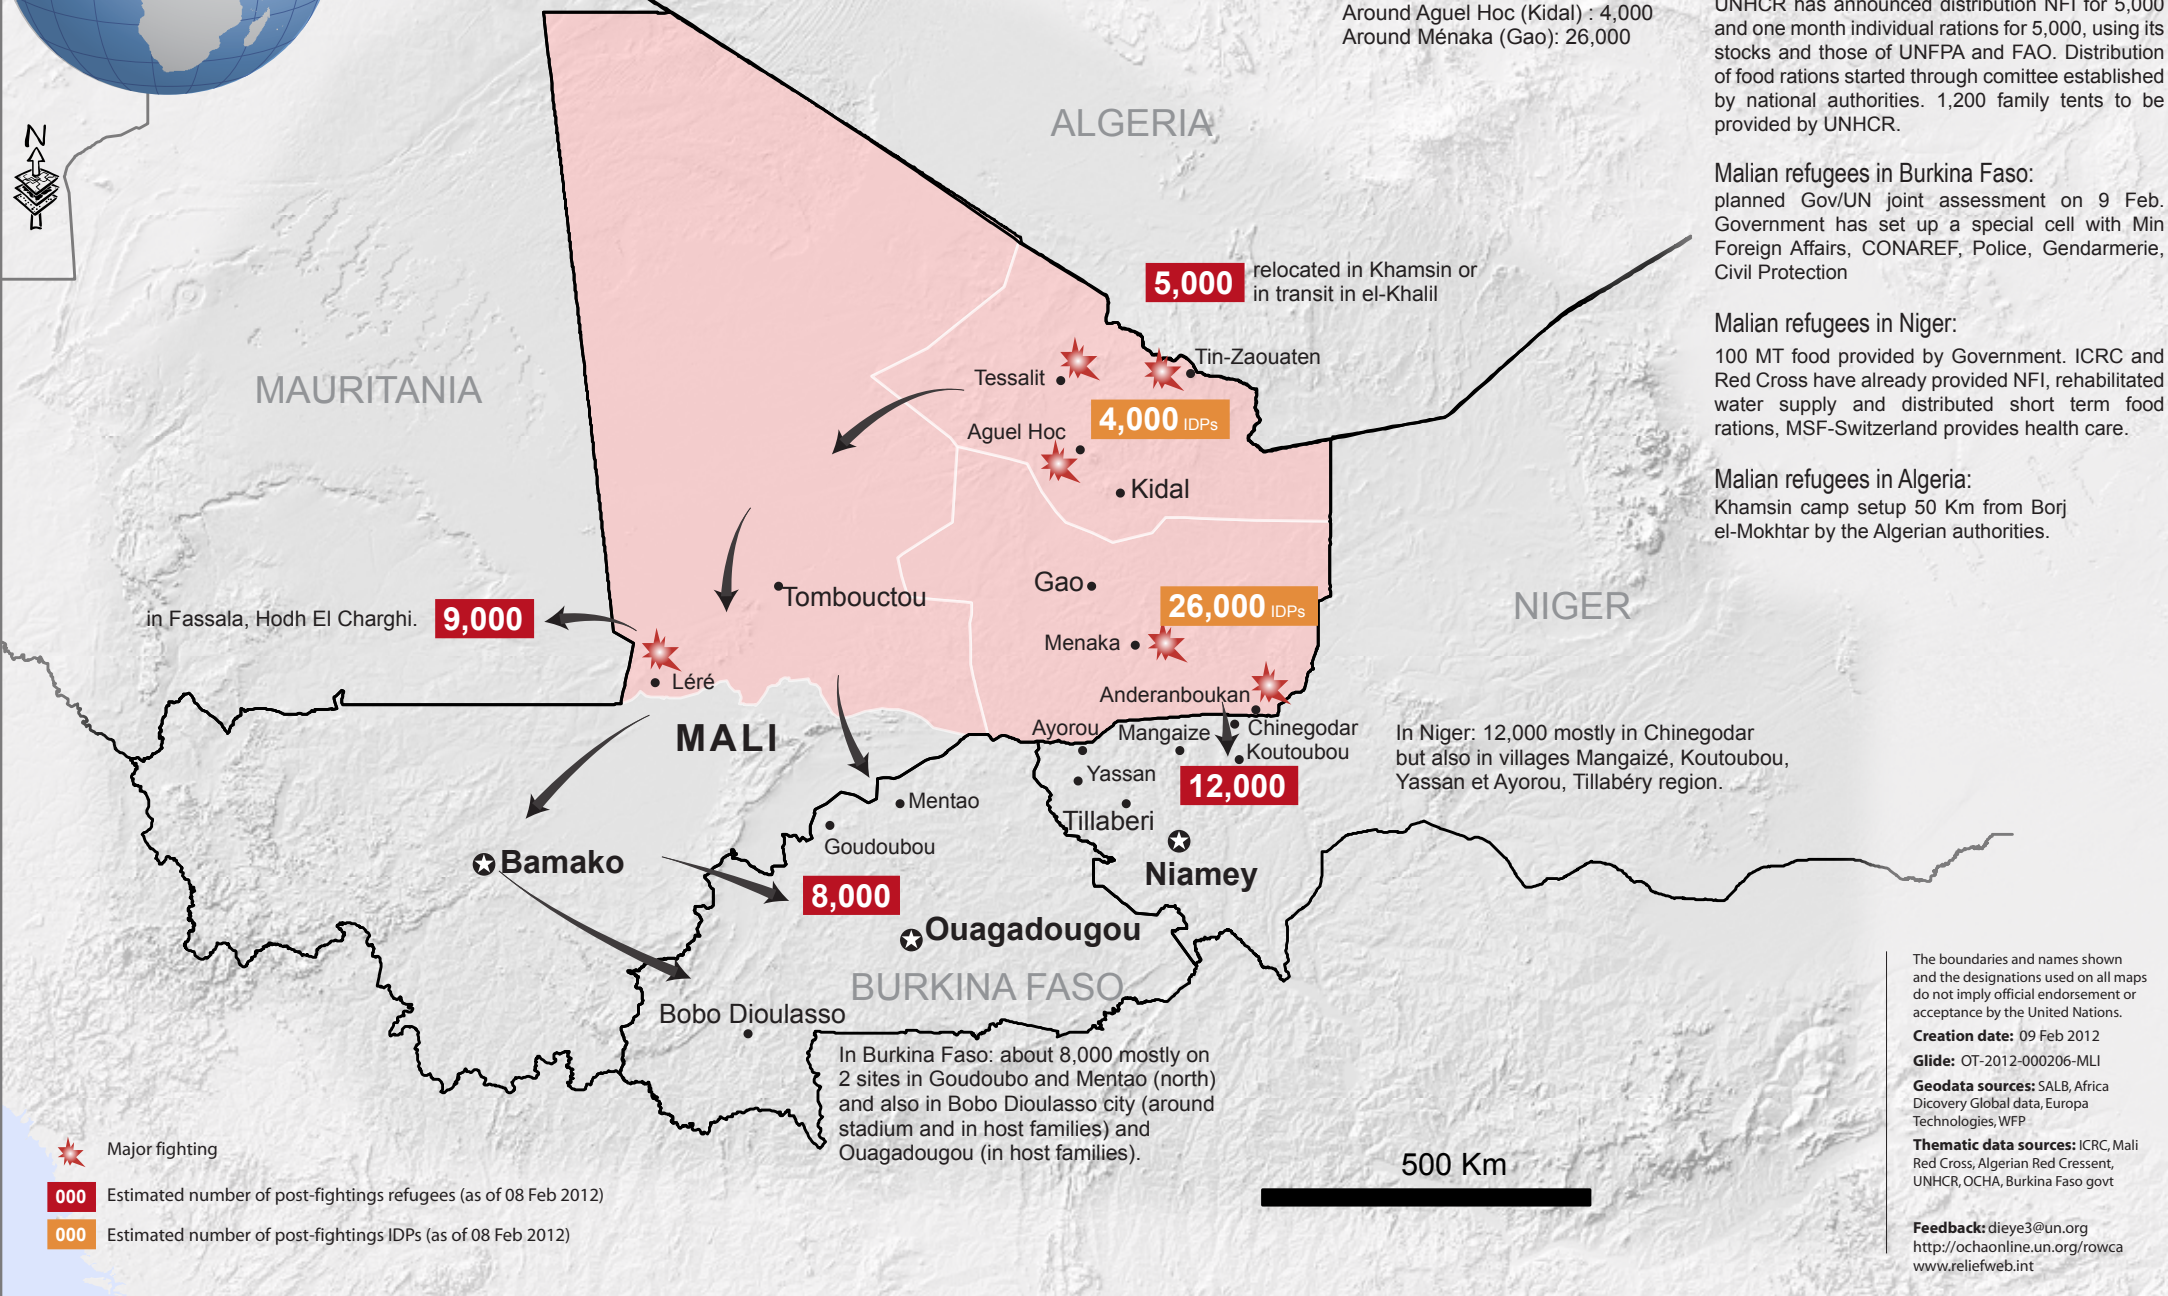 Around Aguel Hoc (Kidal) : 4,000
Around Ménaka (Gao): 26,000
UNHCR has announced distribution NFI for 5,000
and one month individual rations for 5,000, using its
stocks and those of UNFPA and FAO. Distribution
of food rations started through comittee established
by national authorities. 1,200 family tents to be
provided by UNHCR.
Malian refugees in Burkina Faso:
planned Gov/UN joint assessment on 9 Feb.
Government has set up a special cell with Min
Foreign Affairs, CONAREF, Police, Gendarmerie,
Civil Protection
Malian refugees in Niger:
100 MT food provided by Government. ICRC and
Red Cross have already provided NFI, rehabilitated
water supply and distributed short term food
rations, MSF-Switzerland provides health care.
Malian refugees in Algeria:
Khamsin camp setup 50 Km from Borj
el-Mokhtar by the Algerian authorities.
N
ALGERIA
5,000
relocated in Khamsin or
in transit in el-Khalil
Tin-Zaouaten
Tessalit
MAURITANIA
4,000 IDPs
Aguel Hoc
Kidal
Gao
Tombouctou
26,000 IDPs
NIGER
in Fassala, Hodh El Charghi.
9,000
Menaka
Léré
Anderanboukan
MALI
Ayorou
Mangaize
Chinegodar
Koutoubou
In Niger: 12,000 mostly in Chinegodar
but also in villages Mangaizé, Koutoubou,
Yassan et Ayorou, Tillabéry region.
Yassan
12,000
Mentao
Tillaberi
Goudoubou
Bamako
Niamey
8,000
Ouagadougou
BURKINA FASO
Bobo Dioulasso
In Burkina Faso: about 8,000 mostly on
2 sites in Goudoubo and Mentao (north)
and also in Bobo Dioulasso city (around
stadium and in host families) and
Ouagadougou (in host families).
500 Km
Major fighting
000 Estimated number of post-fightings refugees (as of 08 Feb 2012)
000 Estimated number of post-fightings IDPs (as of 08 Feb 2012)
The boundaries and names shown
and the designations used on all maps
do not imply official endorsement or
acceptance by the United Nations.
Creation date: 09 Feb 2012
Glide: OT-2012-000206-MLI
Geodata sources: SALB, Africa
Dicovery Global data, Europa
Technologies, WFP
Thematic data sources: ICRC, Mali
Red Cross, Algerian Red Cressent,
UNHCR, OCHA, Burkina Faso govt
Feedback: dieye3@un.org
http://ochaonline.un.org/rowca
www.reliefweb.int